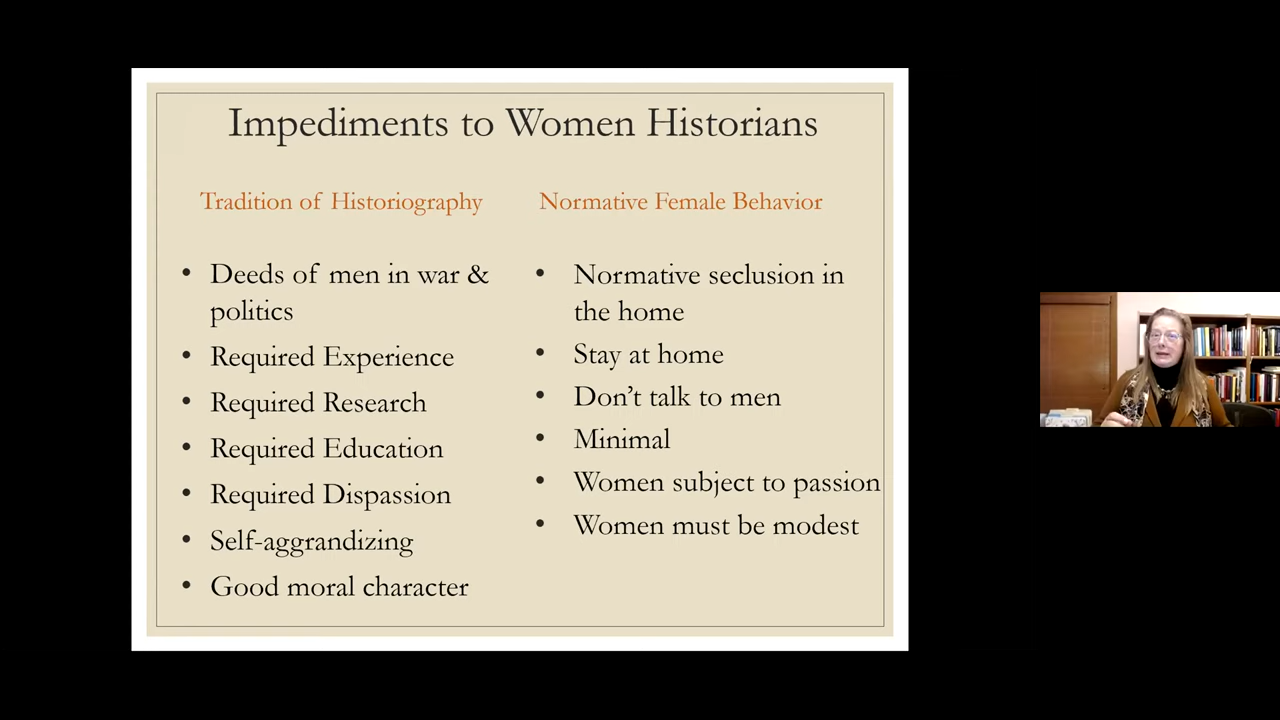 Impediments to Women Historians
Tradition of Historiography
• Deeds of men in war &
politics
• Required Experience
• Required Research
• Required Education
• Required Dispassion
• Self-aggrandizing
• Good moral character
Normative Female Behavior
• Normative seclusion in
the home
• Stay at home
• Don’t talk to men
• Minimal
• Women subject to passion
• Women must be modest